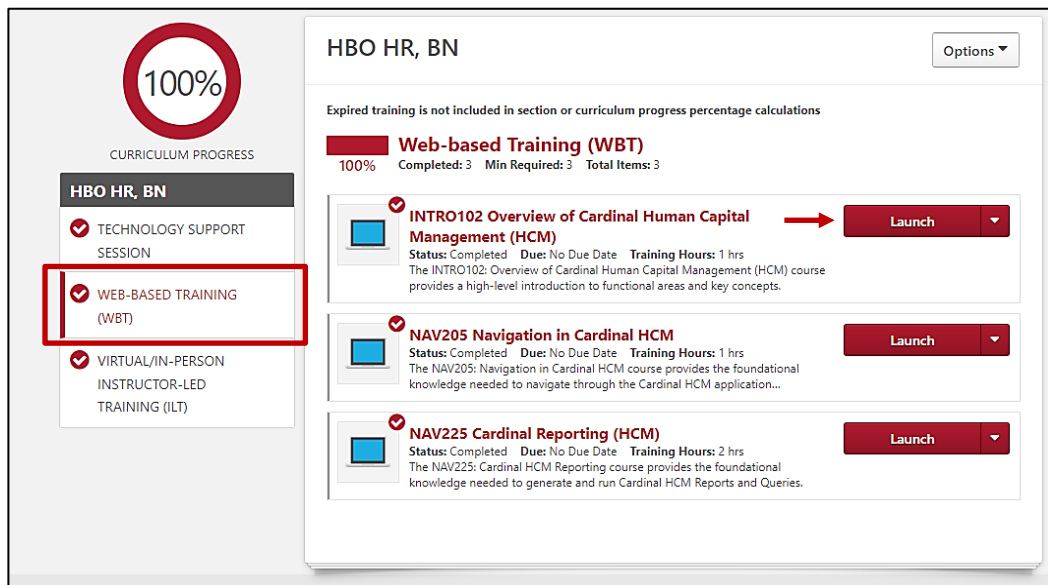 100%
CURRICULUM PROGRESS
HBO HR, BN
TECHNOLOGY SUPPORT
SESSION
WEB-BASED TRAINING
(WBT)
VIRTUAL/IN-PERSON
INSTRUCTOR-LED
TRAINING (ILT)
HBO HR, BN
Options
Expired training is not included in section or curriculum progress percentage calculations
Web-based Training (WBT)
100%
Completed: 3 Min Required: 3 Total Items: 3
INTRO102 Overview of Cardinal Human Capital
Management (HCM)
Status: Completed Due: No Due Date Training Hours: 1 hrs
The INTRO102: Overview of Cardinal Human Capital Management (HCM) course
provides a high-level introduction to functional areas and key concepts.
Launch
NAV205 Navigation in Cardinal HCM
Status: Completed Due: No Due Date Training Hours: 1 hrs
The NAV205: Navigation in Cardinal HCM course provides the foundational
knowledge needed to navigate through the Cardinal HCM application...
Launch
NAV225 Cardinal Reporting (HCM)
Status: Completed Due: No Due Date Training Hours: 2 hrs
The NAV225: Cardinal HCM Reporting course provides the foundational
knowledge needed to generate and run Cardinal HCM Reports and Queries.
Launch